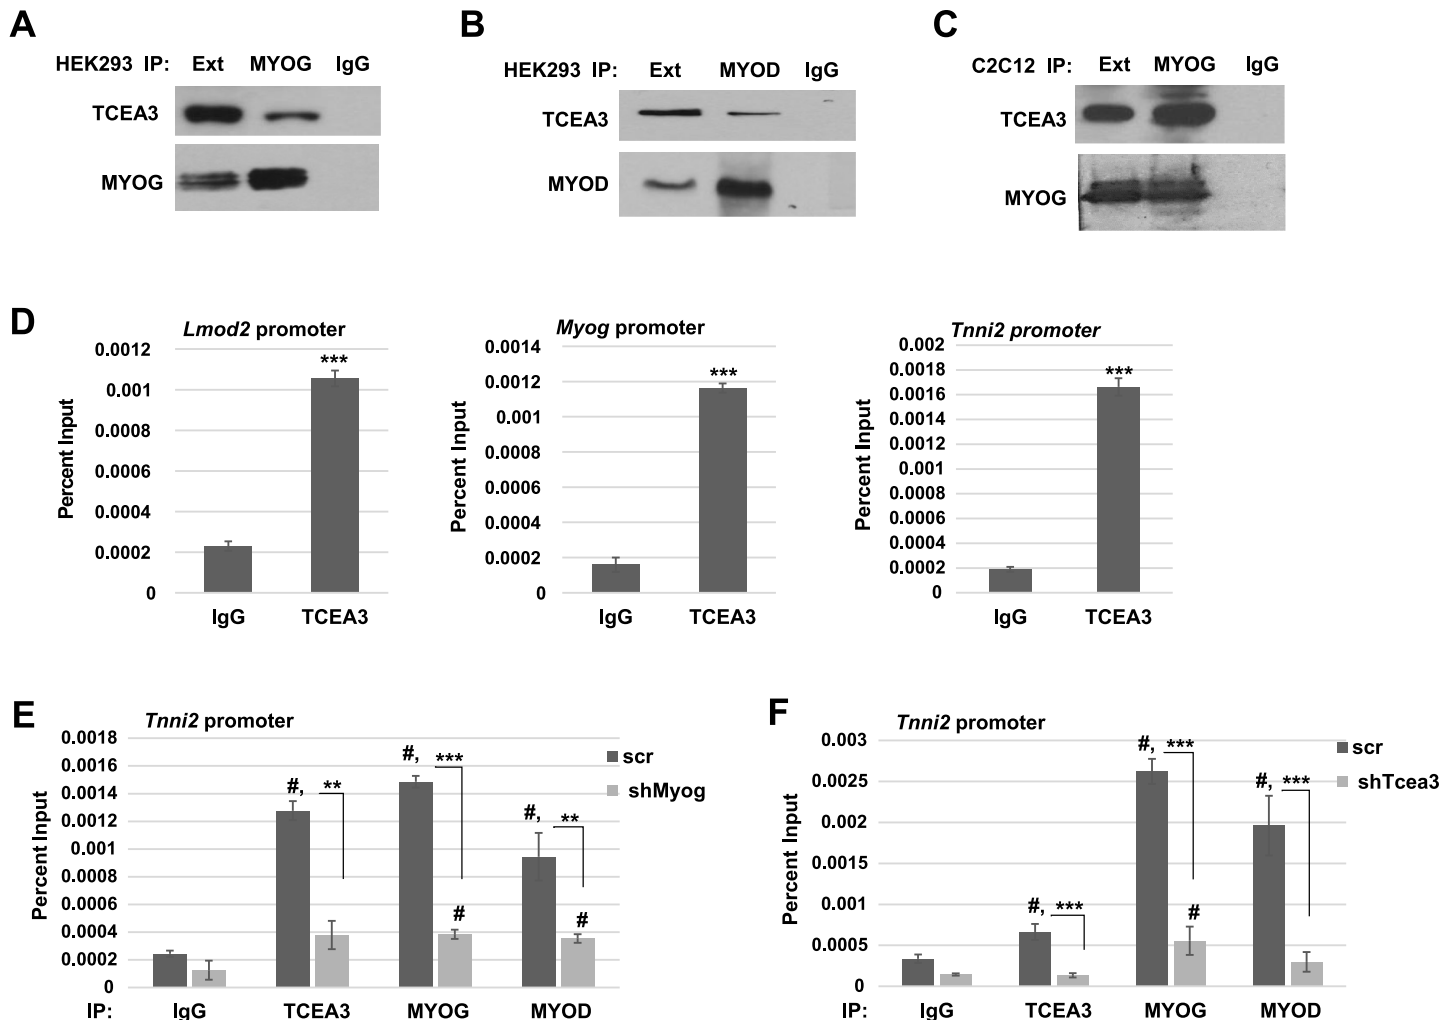 A
HEK293 IP: Ext MYOG IgG
TCEA3
MYOG
B
HEK293 IP: Ext MYOD IgG
TCEA3
MYOD
C
C2C12 IP: Ext MYOG IgG
TCEA3
MYOG
D
Lmod2 promoter
Percent Input
0.0012
0.001
0.0008
0.0006
0.0004
0.0002
0
***
IgG TCEA3
Myog promoter
Percent Input
0.0014
0.0012
0.001
0.0008
0.0006
0.0004
0.0002
0
***
IgG TCEA3
Tnni2 promoter
Percent Input
0.002
0.0018
0.0016
0.0014
0.0012
0.001
0.0008
0.0006
0.0004
0.0002
0
***
IgG TCEA3
E
Tnni2 promoter
Percent Input
0.0018
0.0016
0.0014
0.0012
0.001
0.0008
0.0006
0.0004
0.0002
0
#, **
#, ***
#
#, **
#
scr
shMyog
IP: IgG TCEA3 MYOG MYOD
F
Tnni2 promoter
Percent Input
0.003
0.0025
0.002
0.0015
0.001
0.0005
0
#, ***
#, ***
#
#, ***
scr
shTcea3
IP: IgG TCEA3 MYOG MYOD